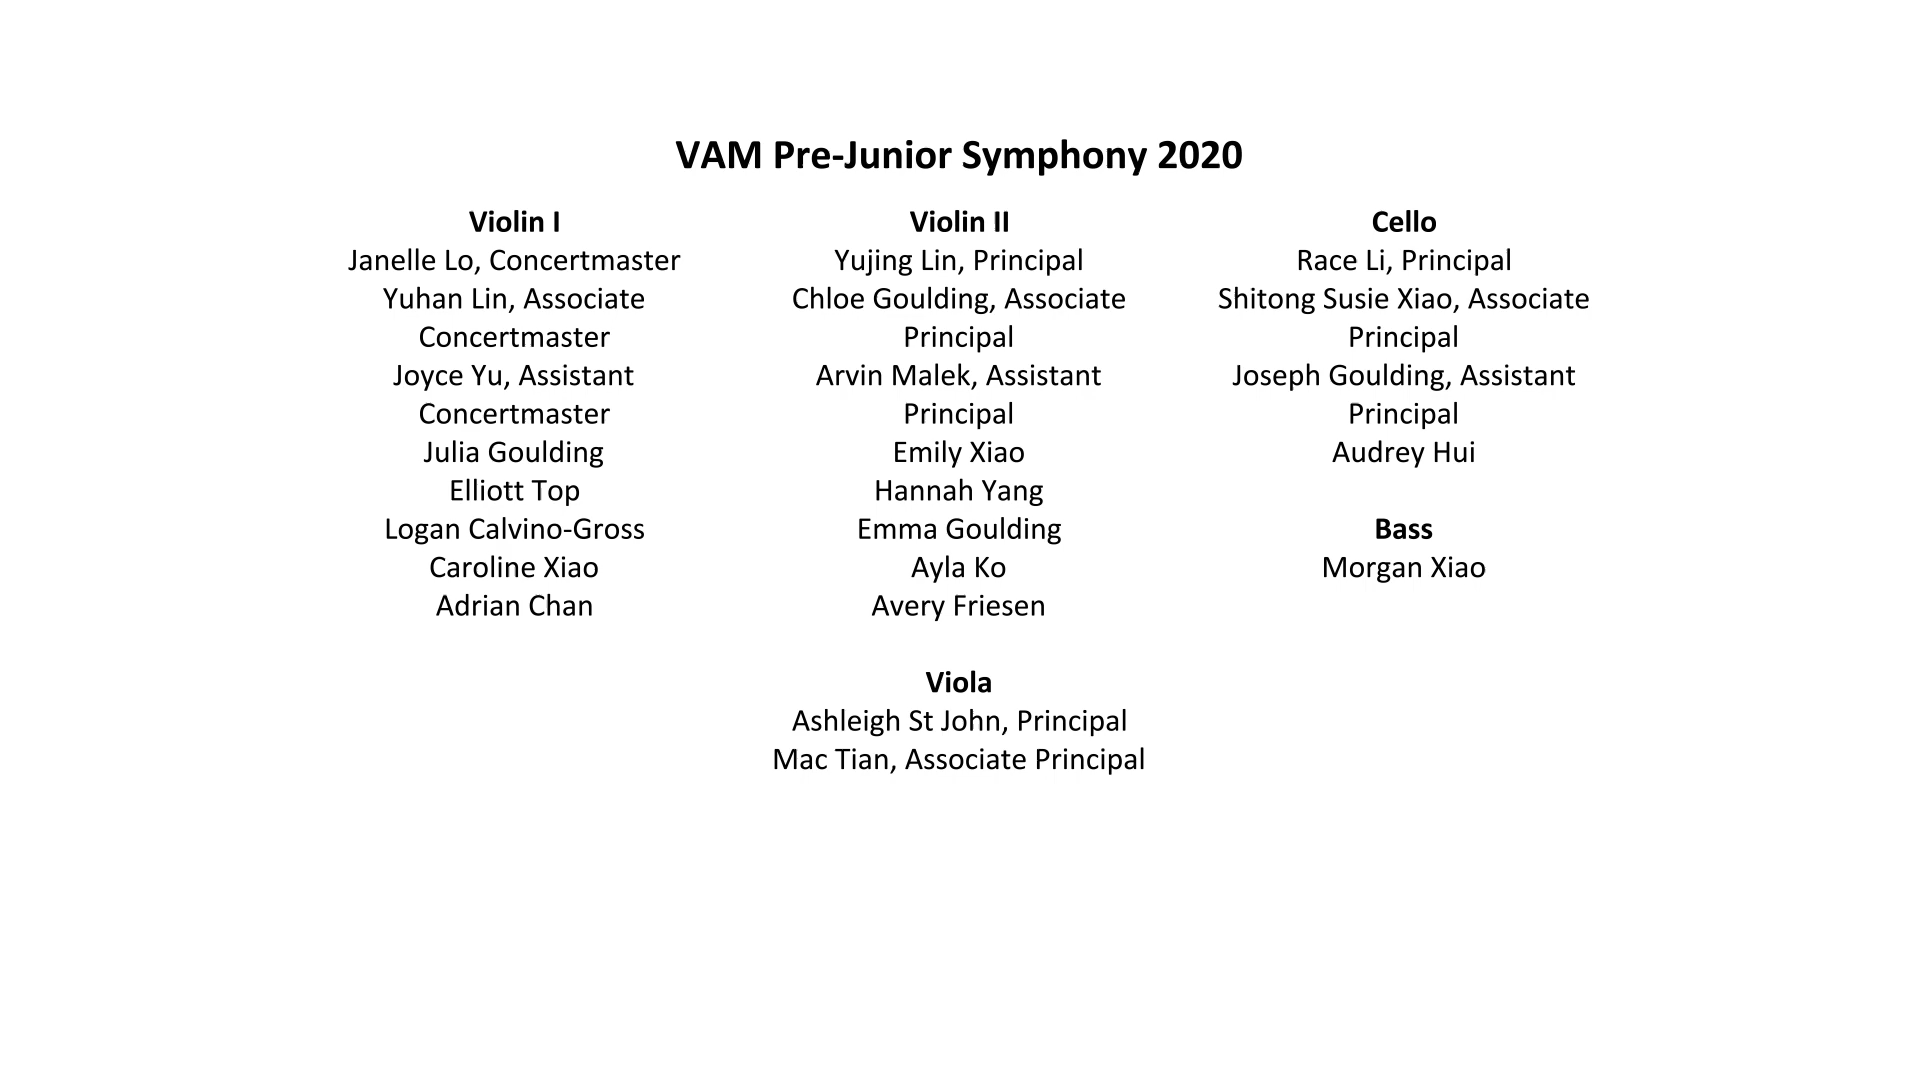 VAM Pre-Junior Symphony 2020
Violin I
Janelle Lo, Concertmaster
Yuhan Lin, Associate
Concertmaster
Joyce Yu, Assistant
Concertmaster
Julia Goulding
Elliott Top
Logan Calvino-Gross
Caroline Xiao
Adrian Chan
Violin II
Yujing Lin, Principal
Chloe Goulding, Associate
Principal
Arvin Malek, Assistant
Principal
Emily Xiao
Hannah Yang
Emma Goulding
Ayla Ko
Avery Friesen
Viola
Ashleigh St John, Principal
Mac Tian, Associate Principal
Cello
Race Li, Principal
Shitong Susie Xiao, Associate
Principal
Joseph Goulding, Assistant
Principal
Audrey Hui
Bass
Morgan Xiao